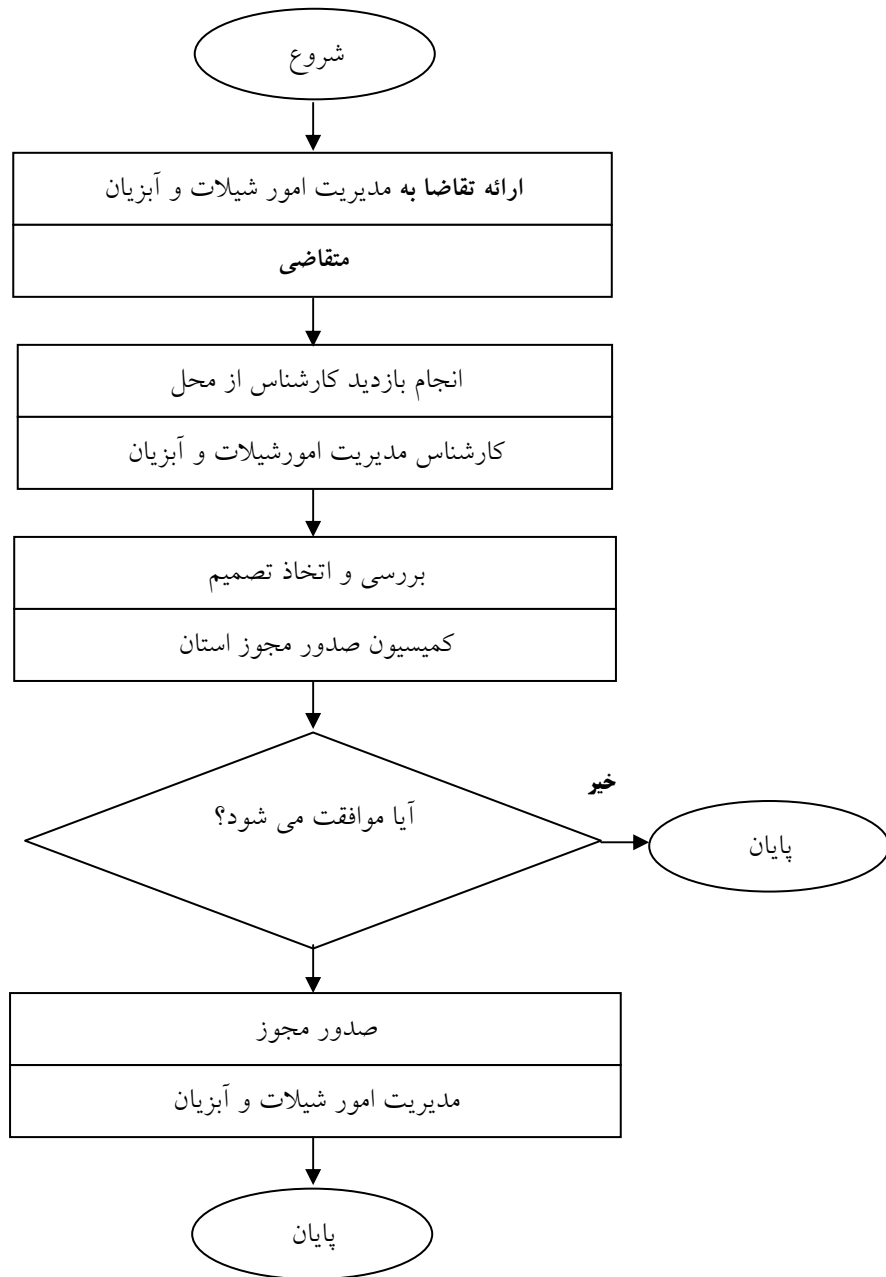 شروع
ارائه تقاضا به مدیریت امور شیلات و آبزیان
متقاضی
انجام بازدید کارشناس از محل
کارشناس مدیریت امورشیلات و آبزیان
بررسی و اتخاذ تصمیم
کمیسیون صدور مجوز استان
آیا موافقت می شود؟
خیر
پایان
صدور مجوز
مدیریت امور شیلات و آبزیان
پایان